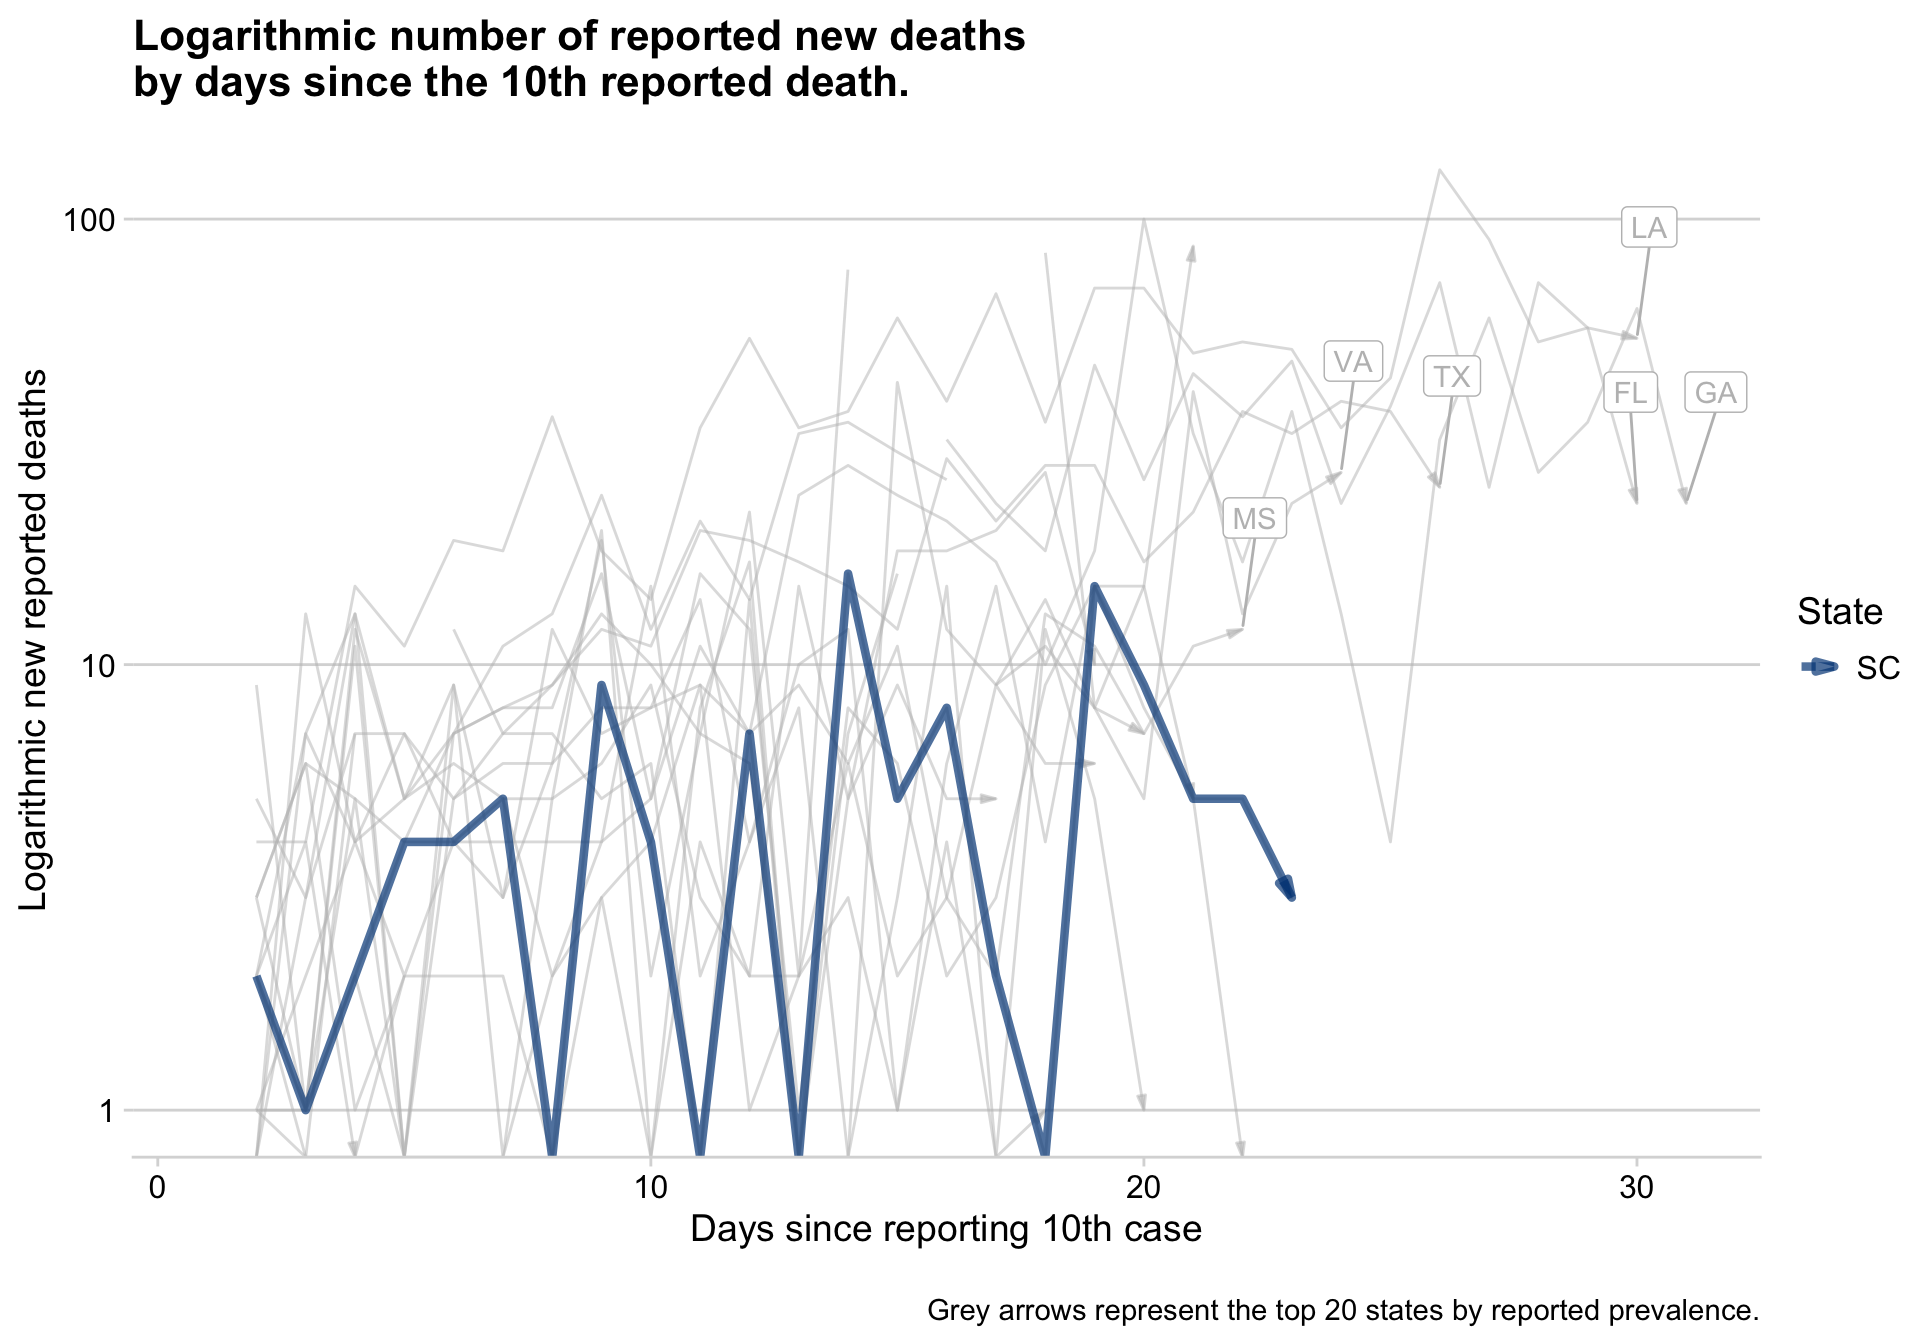 Logarithmic number of reported new deaths
by days since the 10th reported death.
Logarithmic new reported deaths
100
10
1
LA
VA
TX
FL
GA
MS
State
SC
0
10
20
30
Days since reporting 10th case
Grey arrows represent the top 20 states by reported prevalence.